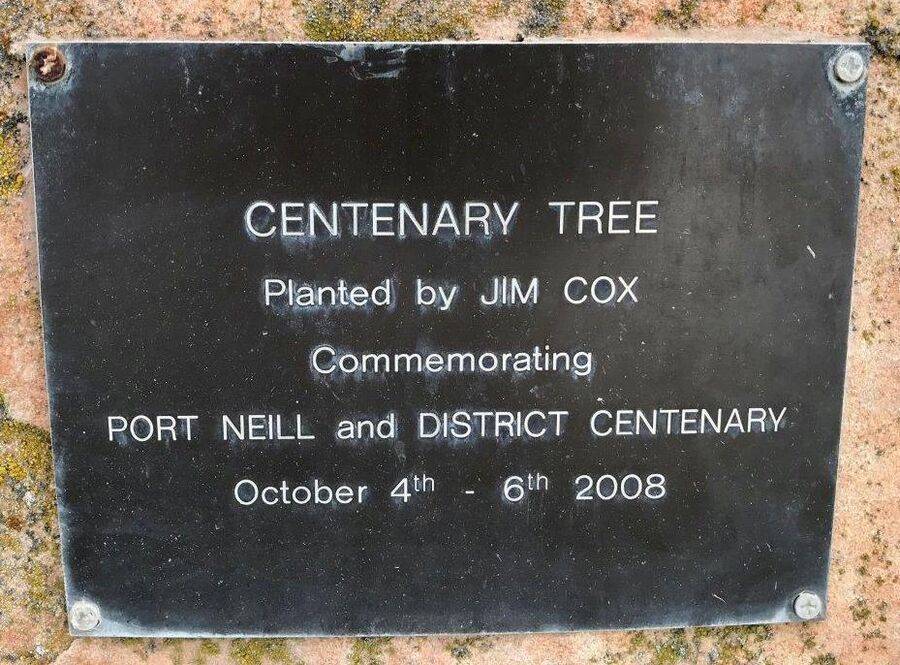 CENTENARY TREE
Planted by JIM COX
Commemorating
PORT NEILL and DISTRICT CENTENARY
October 4th - 6th 2008